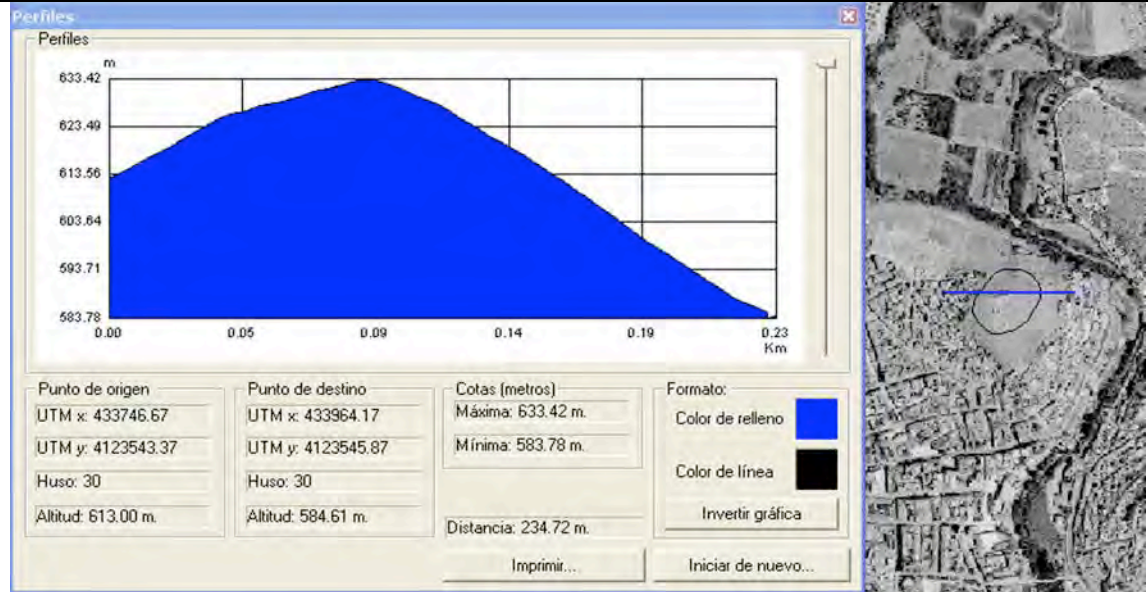 Perfiles
Perfiles
m
633.42
623.49
613.56
603.64
593.71
583.78
0.00 0.05 0.09 0.14 0.19 0.23
Km
Punto de origen
UTM x: 433746.67
UTM y: 4123543.37
Huso: 30
Altitud: 613.00 m.
Punto de destino
UTM x: 433964.17
UTM y: 4123545.87
Huso: 30
Altitud: 584.61 m.
Cotas (metros)
Máxima: 633.42 m.
Mínima: 583.78 m.
Distancia: 234.72 m.
Formato:
Color de relleno
Color de línea
Invertir gráfica
Imprimir...
Iniciar de nuevo...